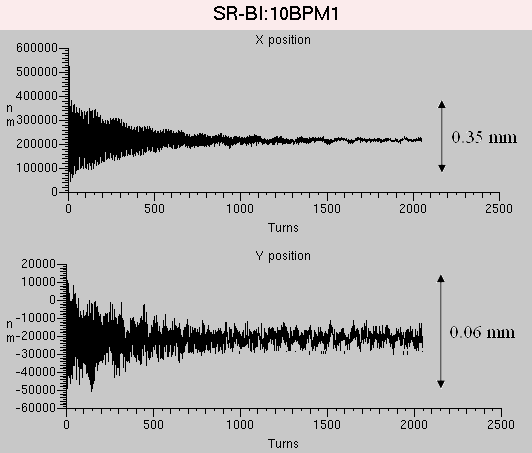 SR-BI:10BPM1
X position
600000
500000
400000
300000
200000
100000
0
n
m
0.35 mm
0 500 1000 1500 2000 2500
Turns
Y position
20000
10000
0
-10000
-20000
-30000
-40000
-50000
-60000
n
m
0.06 mm
0 500 1000 1500 2000 2500
Turns